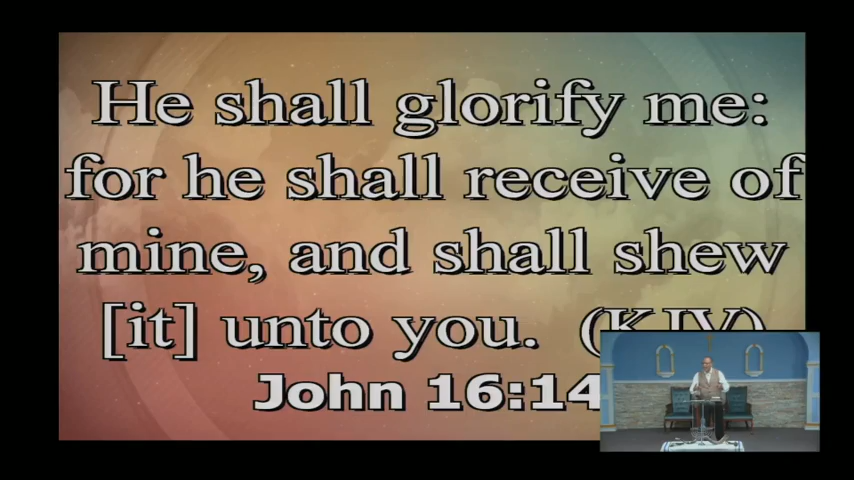 He shall glorify me:
for he shall receive of
mine, and shall shew
[it] unto you. (KJV)
John 16:14